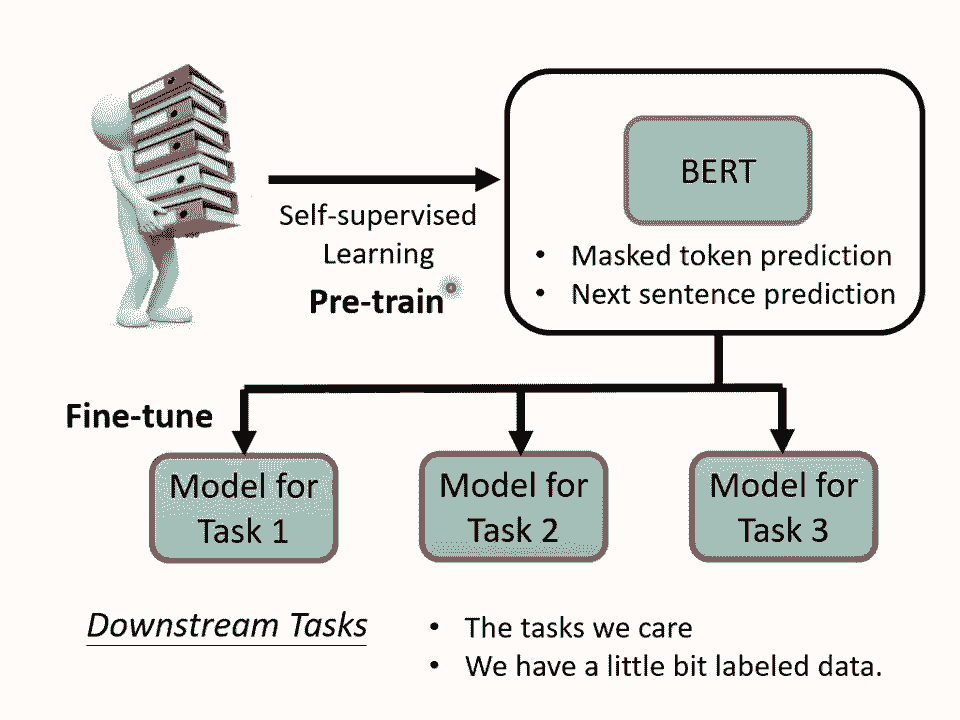 BERT
Self-supervised
Learning
Pre-train
• Masked token prediction
• Next sentence prediction
Fine-tune
Model for
Task 1
Model for
Task 2
Model for
Task 3
Downstream Tasks
• The tasks we care
• We have a little bit labeled data.